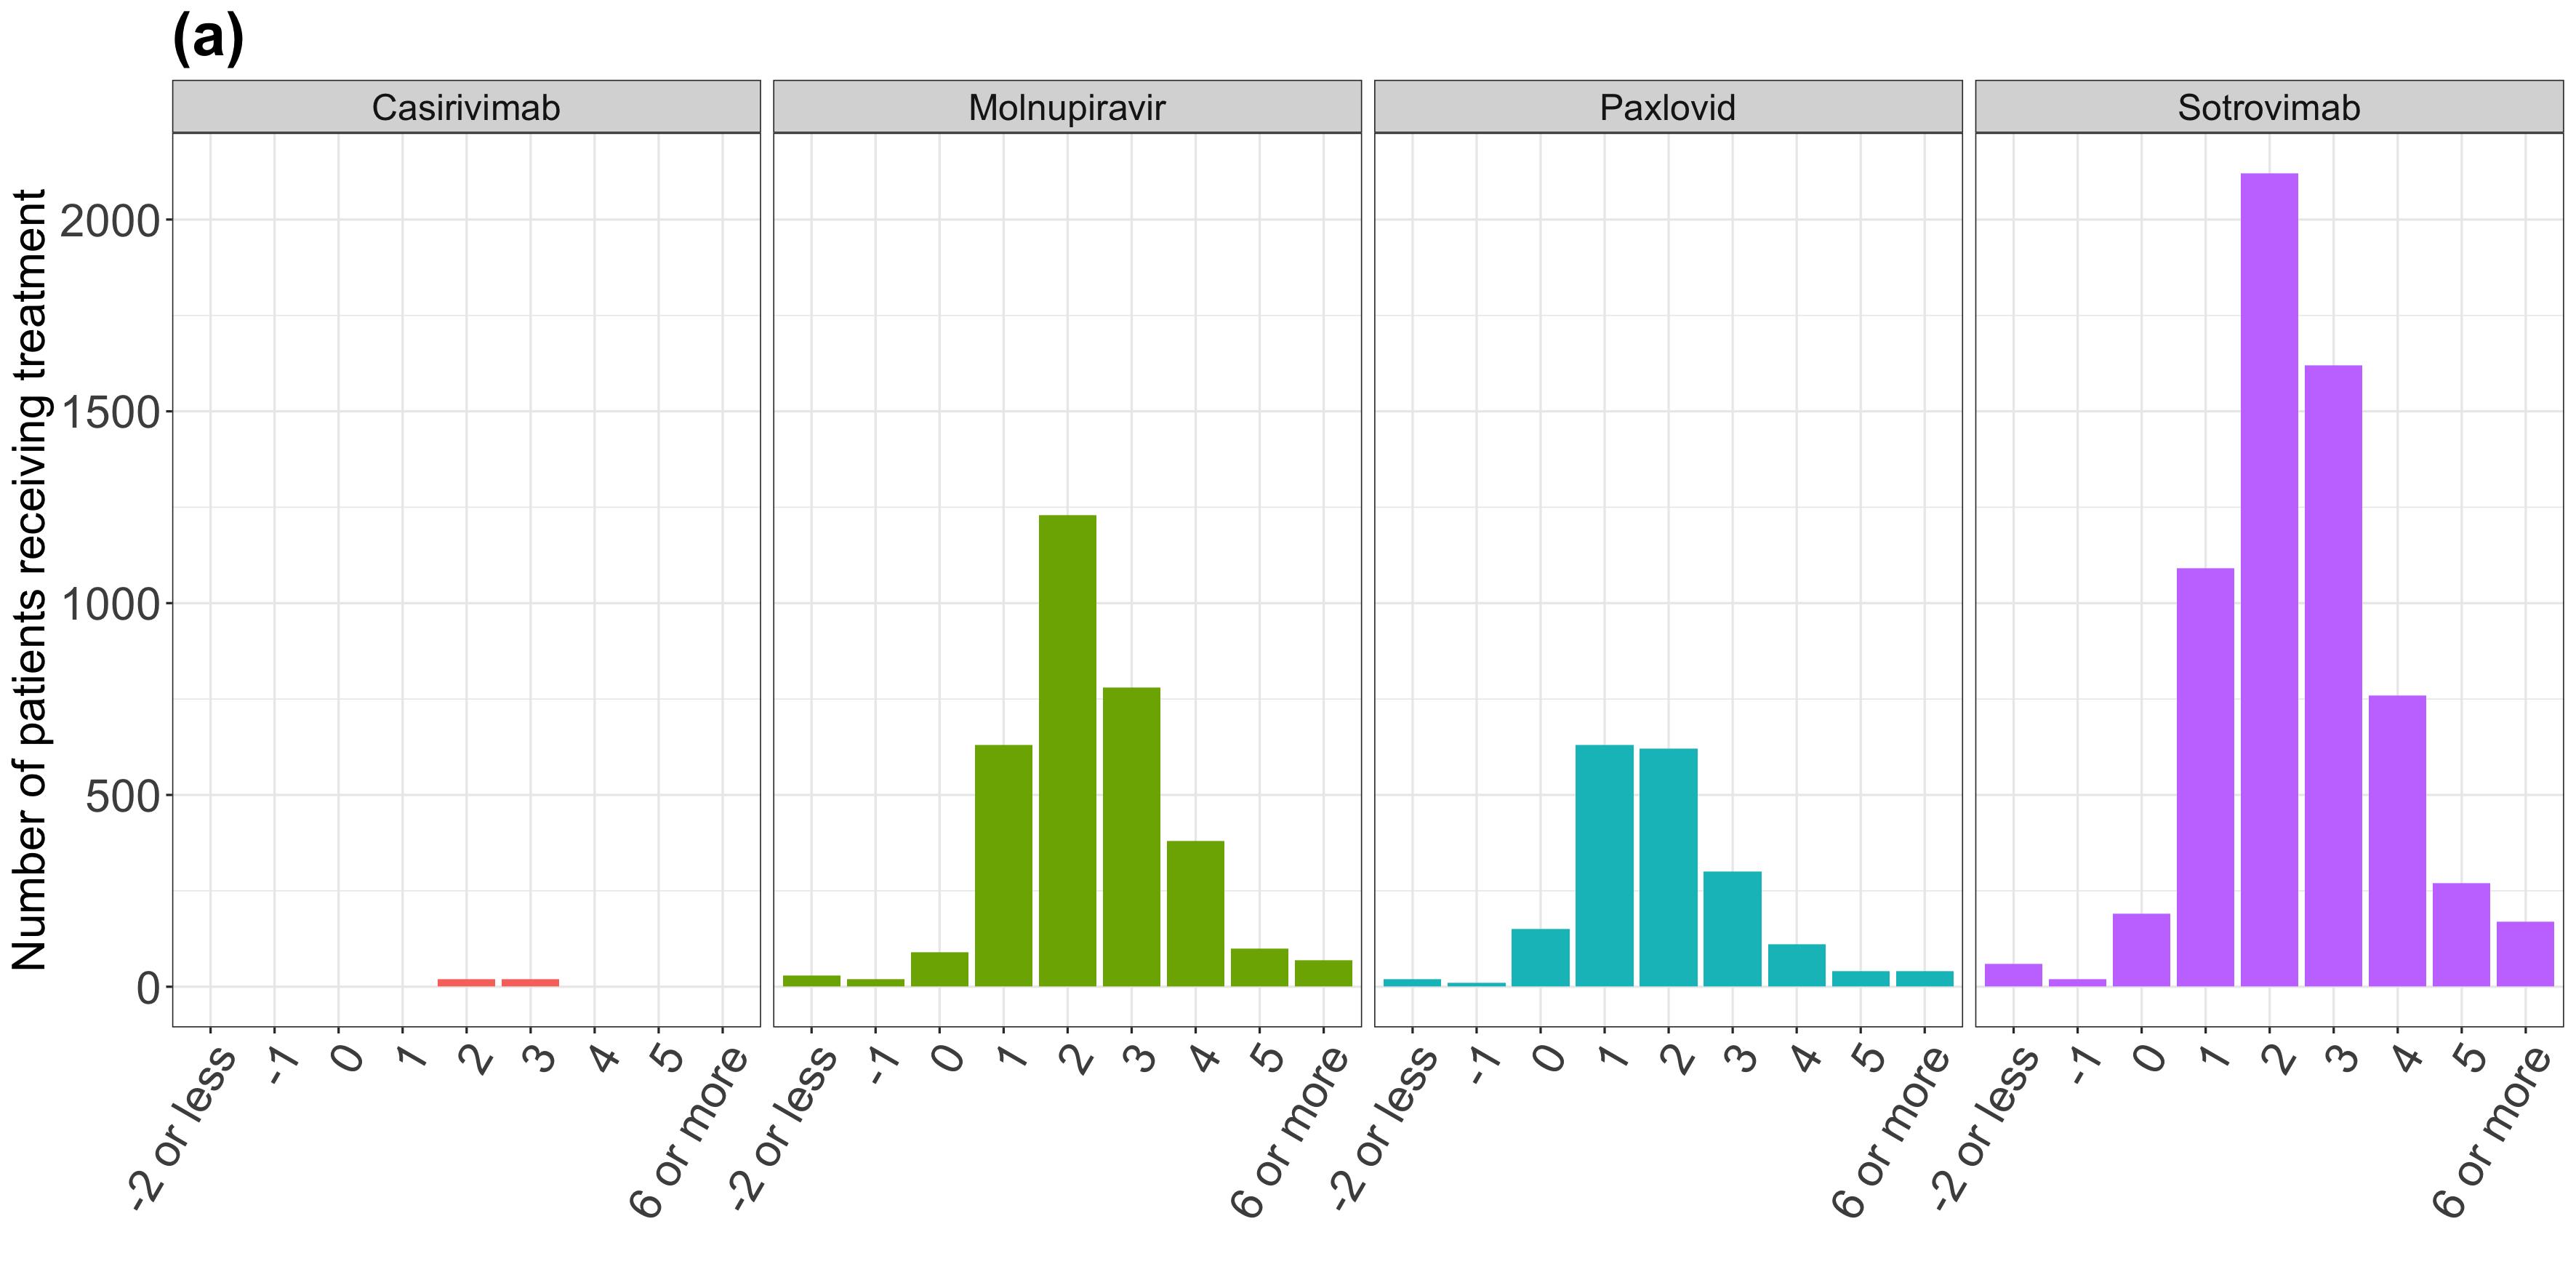 (a)
Casirivimab
Molnupiravir
Paxlovid
Sotrovimab
Number of patients receiving treatment
2000
1500
1000
500
0
-2 or less
-1
0
1
2
3
4
5
6 or more
-2 or less
-1
0
1
2
3
4
5
6 or more
-2 or less
-1
0
1
2
3
4
5
6 or more
-2 or less
-1
0
1
2
3
4
5
6 or more